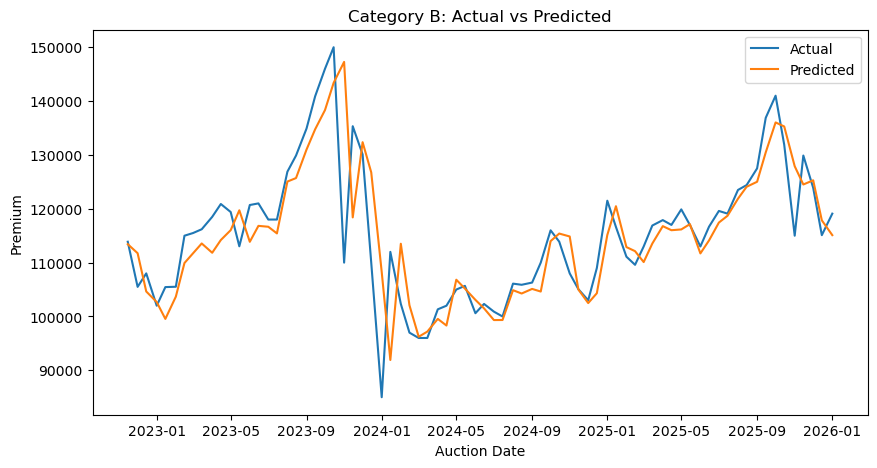 Category B: Actual vs Predicted
Actual
Predicted
Premium
150000
140000
130000
120000
110000
100000
90000
2023-01 2023-05 2023-09 2024-01 2024-05 2024-09 2025-01 2025-05 2025-09 2026-01
Auction Date